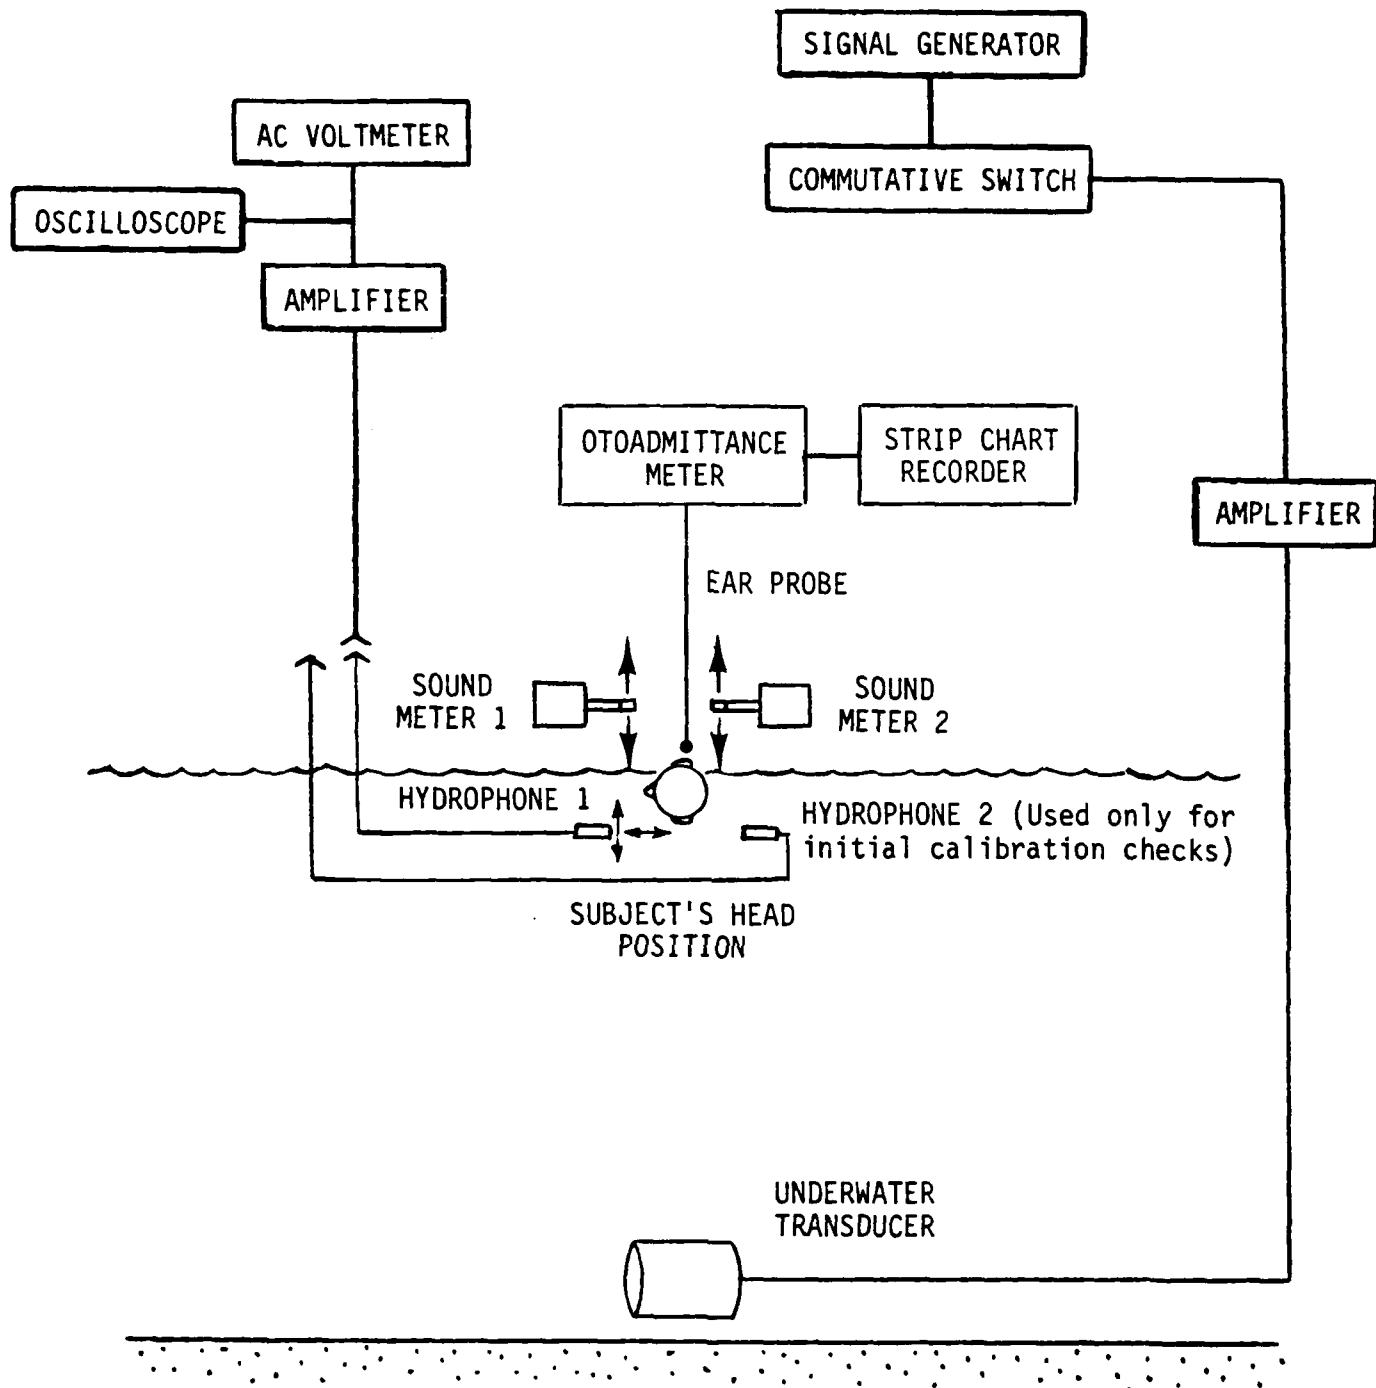 SIGNAL GENERATOR
AC VOLTMETER
COMMUTATIVE SWITCH
OSCILLOSCOPE
AMPLIFIER
OTOADMITTANCE
METER
STRIP CHART
RECORDER
AMPLIFIER
EAR PROBE
SOUND
METER 1
SOUND
METER 2
HYDROPHONE 1
HYDROPHONE 2 (Used only for
initial calibration checks)
SUBJECT'S HEAD
POSITION
UNDERWATER
TRANSDUCER